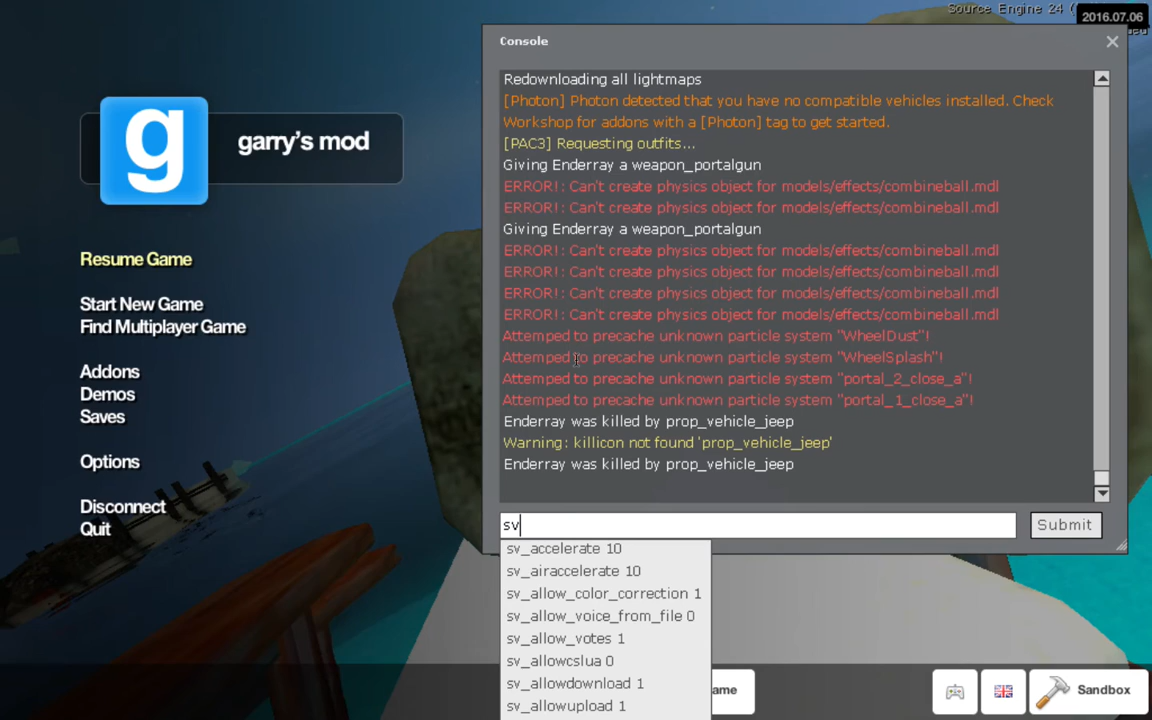 Source Engine 24 (
2016.07.06
Console
Redownloading all lightmaps
[Photon] Photon detected that you have no compatible vehicles installed. Check
Workshop for addons with a [Photon] tag to get started.
[PAC3] Requesting outfits...
Giving Enderray a weapon_portalgun
ERROR!: Can't create physics object for models/effects/combineball.mdl
ERROR!: Can't create physics object for models/effects/combineball.mdl
Giving Enderray a weapon_portalgun
ERROR!: Can't create physics object for models/effects/combineball.mdl
ERROR!: Can't create physics object for models/effects/combineball.mdl
ERROR!: Can't create physics object for models/effects/combineball.mdl
ERROR!: Can't create physics object for models/effects/combineball.mdl
Attemped to precache unknown particle system "WheelDust"!
Attemped to precache unknown particle system "WheelSplash"!
Attemped to precache unknown particle system "portal_2_close_a"!
Attemped to precache unknown particle system "portal_1_close_a"!
Enderray was killed by prop_vehicle_jeep
Warning: killicon not found 'prop_vehicle_jeep'
Enderray was killed by prop_vehicle_jeep
sv
Submit
sv_accelerate 10
sv_airaccelerate 10
sv_allow_color_correction 1
sv_allow_voice_from_file 0
sv_allow_votes 1
sv_allowcslua 0
sv_allowdownload 1
sv_allowupload 1
g
garry's mod
Resume Game
Start New Game
Find Multiplayer Game
Addons
Demos
Saves
Options
Disconnect
Quit
ame
Sandbox